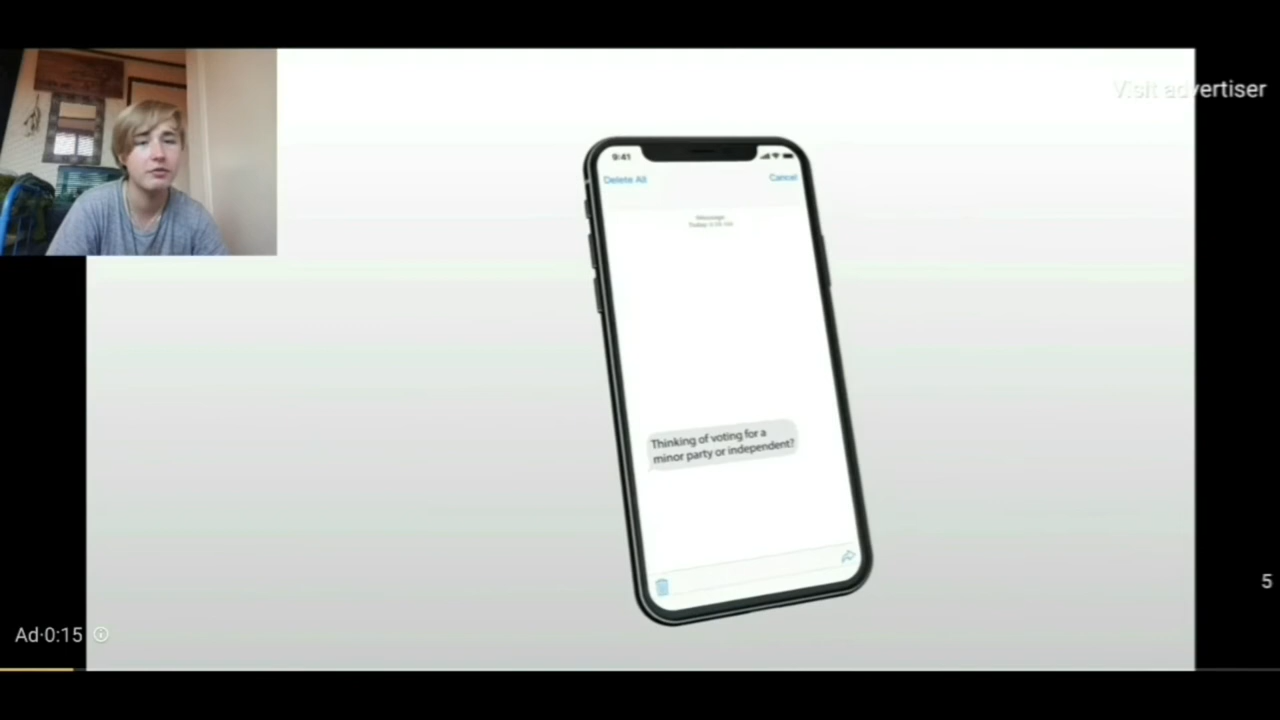 Visit advertiser
9:41
Delete All
Cancel
iMessage
Thinking of voting for a
minor party or independent?
5
Ad·0:15